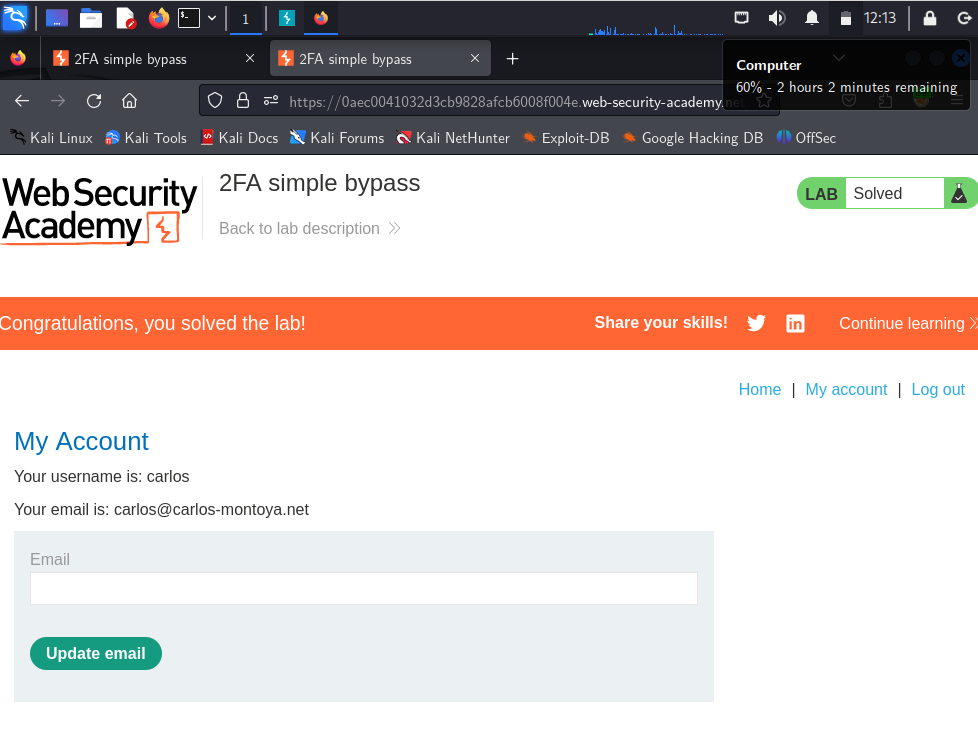 1
12:13
2FA simple bypass
2FA simple bypass
Computer
60% - 2 hours 2 minutes remaining
https://0aec0041032d3cb9828afcb6008f004e.web-security-academy.net
Kali Linux Kali Tools Kali Docs Kali Forums Kali NetHunter Exploit-DB Google Hacking DB OffSec
WebSecurity
Academy
2FA simple bypass
Back to lab description
LAB Solved
Congratulations, you solved the lab!
Share your skills!
Continue learning
Home | My account | Log out
My Account
Your username is: carlos
Your email is: carlos@carlos-montoya.net
Email
Update email